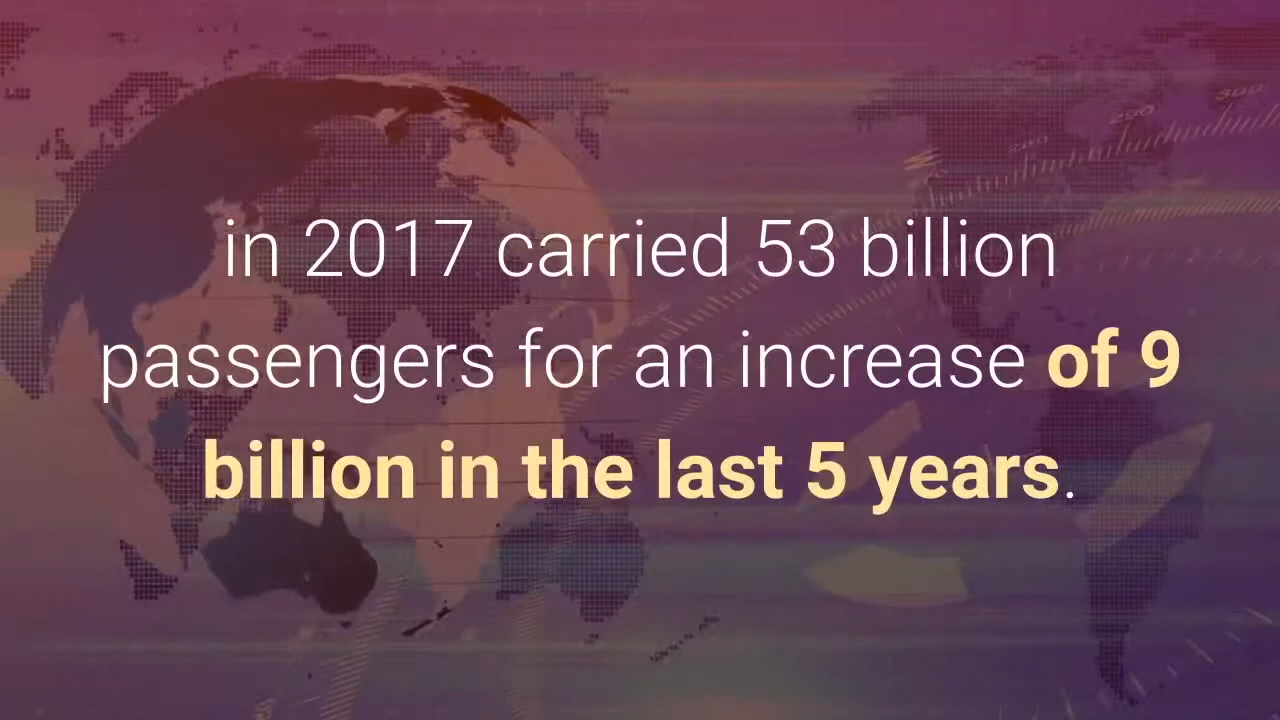 in 2017 carried 53 billion
passengers for an increase of 9
billion in the last 5 years.